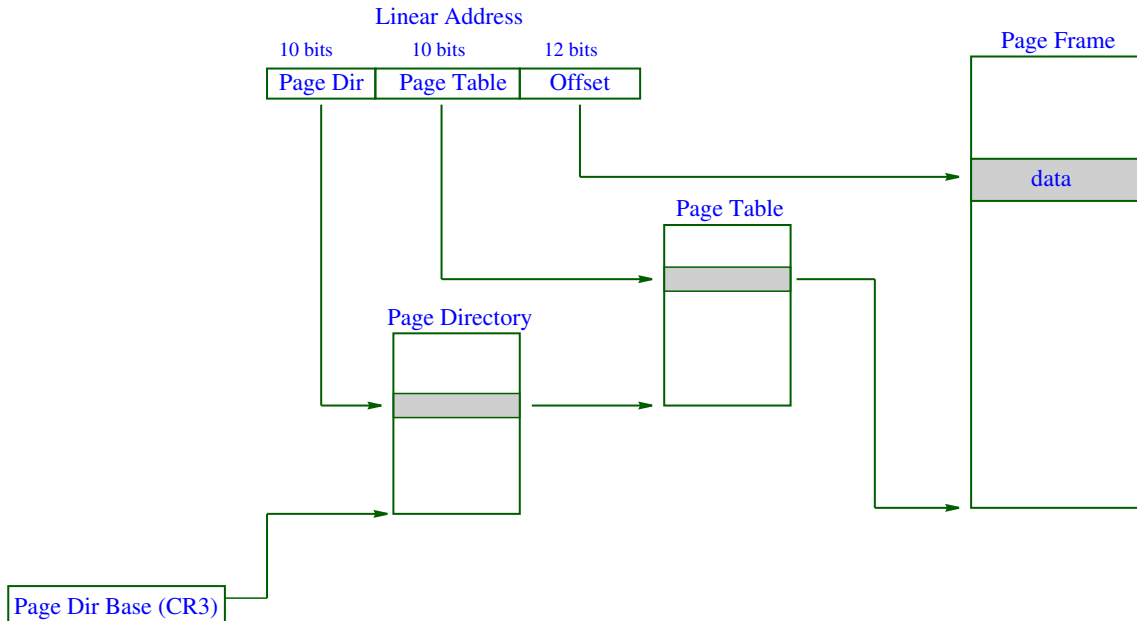 Linear Address
10 bits 10 bits 12 bits
Page Dir Page Table Offset
Page Frame
data
Page Table
Page Directory
Page Dir Base (CR3)